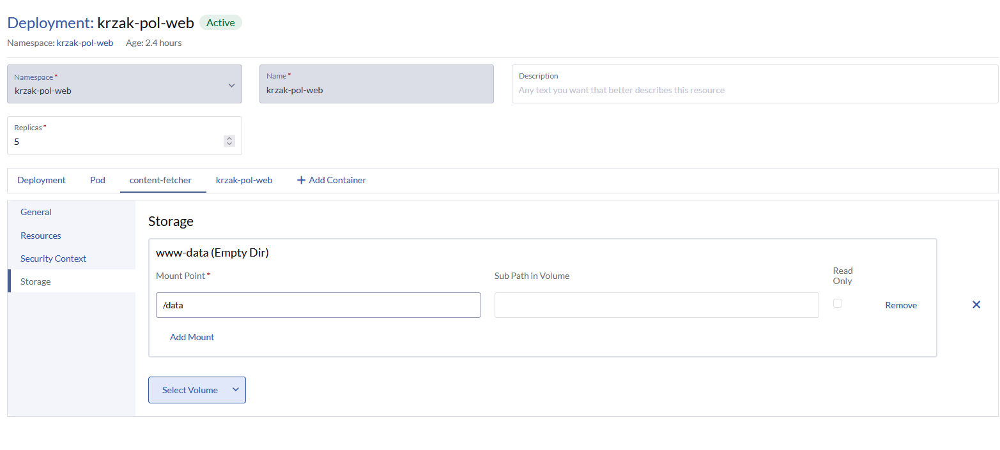 Deployment: krzak-pol-web Active
Namespace: krzak-pol-web Age: 2.4 hours
Namespace *
krzak-pol-web
Name *
krzak-pol-web
Description
Any text you want that better describes this resource
Replicas *
5
Deployment Pod content-fetcher krzak-pol-web + Add Container
General
Resources
Security Context
Storage
Storage
www-data (Empty Dir)
Mount Point *
Sub Path in Volume
Read
Only
/data
Remove
Add Mount
Select Volume